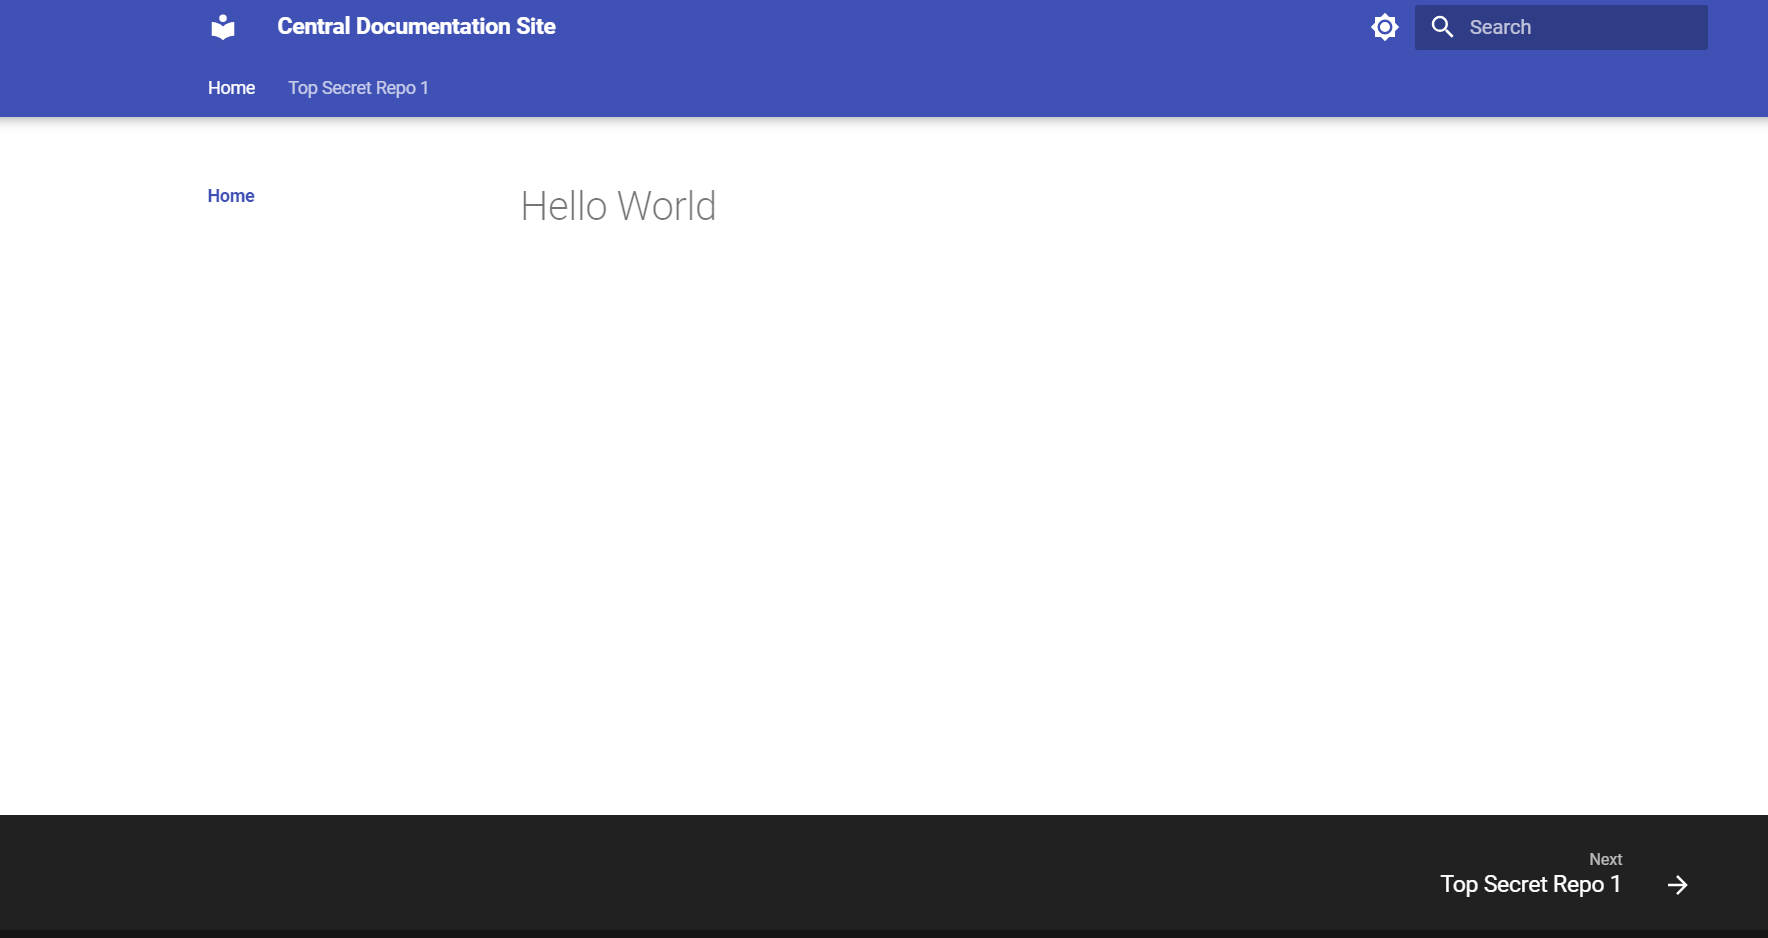 Central Documentation Site
Search
Home
Top Secret Repo 1
Home
Hello World
Next
Top Secret Repo 1